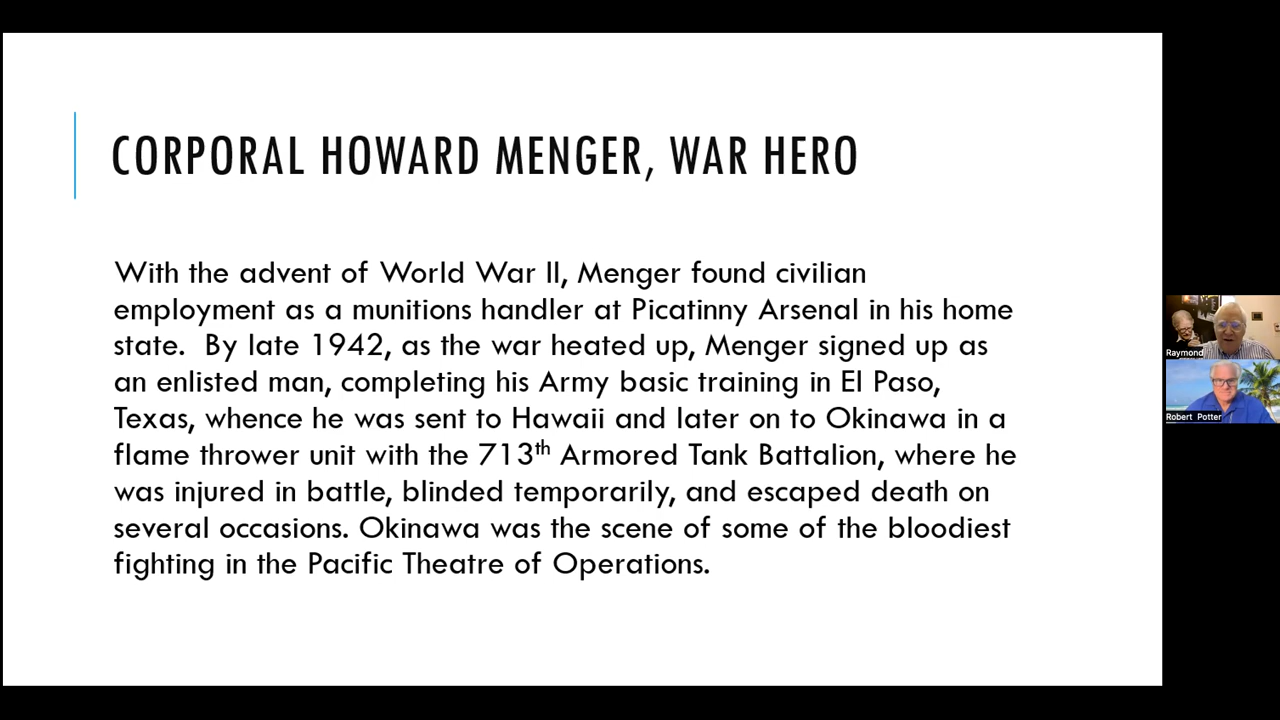 CORPORAL HOWARD MENGER, WAR HERO
With the advent of World War II, Menger found civilian
employment as a munitions handler at Picatinny Arsenal in his home
state.  By late 1942, as the war heated up, Menger signed up as
an enlisted man, completing his Army basic training in El Paso,
Texas, whence he was sent to Hawaii and later on to Okinawa in a
flame thrower unit with the 713th Armored Tank Battalion, where he
was injured in battle, blinded temporarily, and escaped death on
several occasions. Okinawa was the scene of some of the bloodiest
fighting in the Pacific Theatre of Operations.
Raymond
Robert Potter